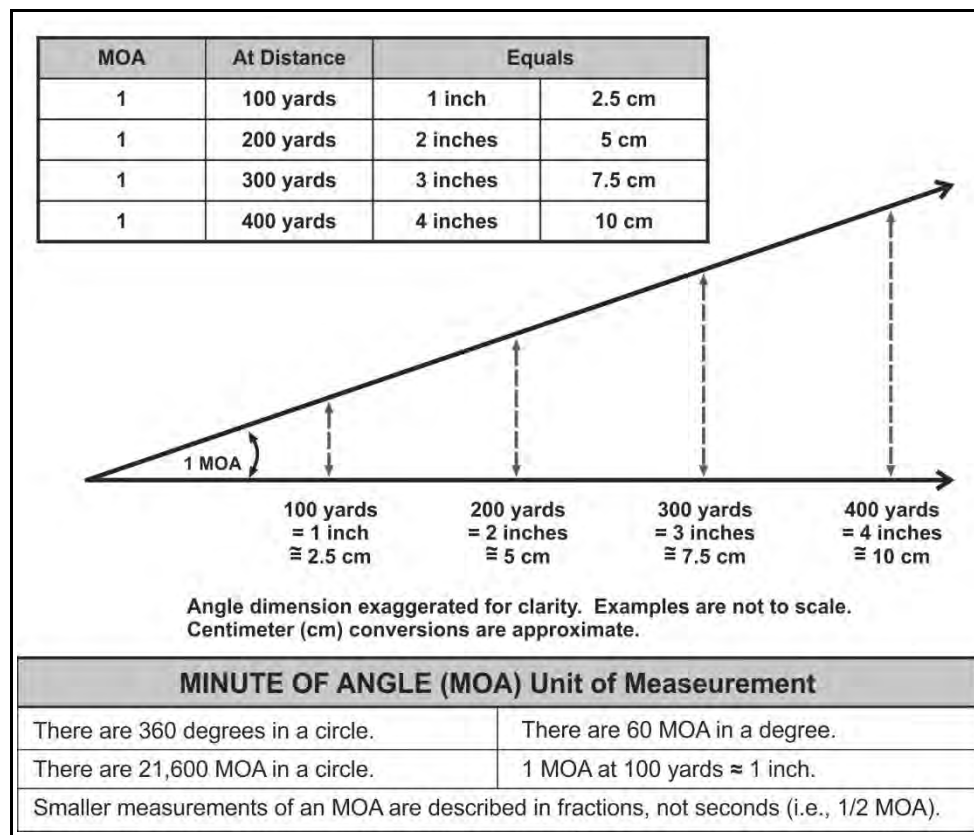 MOA At Distance Equals
1 100 yards 1 inch 2.5 cm
1 200 yards 2 inches 5 cm
1 300 yards 3 inches 7.5 cm
1 400 yards 4 inches 10 cm
1 MOA
100 yards
= 1 inch
≅ 2.5 cm
200 yards
= 2 inches
≅ 5 cm
300 yards
= 3 inches
≅ 7.5 cm
400 yards
= 4 inches
≅ 10 cm
Angle dimension exaggerated for clarity. Examples are not to scale.
Centimeter (cm) conversions are approximate.
MINUTE OF ANGLE (MOA) Unit of Measeurement
There are 360 degrees in a circle. There are 60 MOA in a degree.
There are 21,600 MOA in a circle. 1 MOA at 100 yards ≈ 1 inch.
Smaller measurements of an MOA are described in fractions, not seconds (i.e., 1/2 MOA).